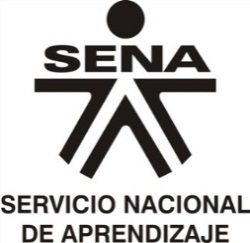 SENA
SERVICIO NACIONAL
DE APRENDIZAJE